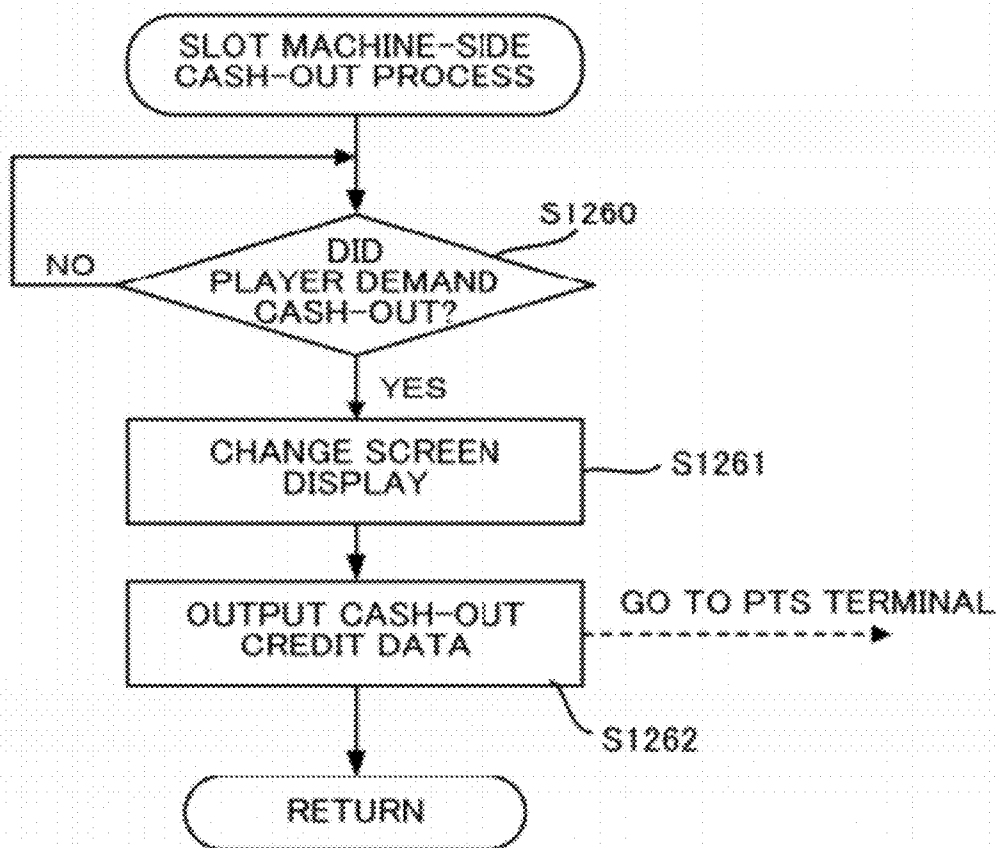 SLOT MACHINE-SIDE
CASH-OUT PROCESS
S1260
DID
PLAYER DEMAND
CASH-OUT?
NO
YES
CHANGE SCREEN
DISPLAY
S1261
OUTPUT CASH-OUT
CREDIT DATA
GO TO PTS TERMINAL
S1262
RETURN